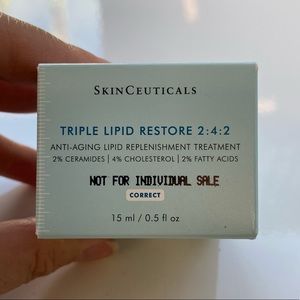 SKINCEUTICALS
TRIPLE LIPID RESTORE 2:4:2
ANTI-AGING LIPID REPLENISHMENT TREATMENT
2% CERAMIDES | 4% CHOLESTEROL | 2% FATTY ACIDS
NOT FOR INDIVIDUAL SALE
CORRECT
15 ml / 0.5 fl oz